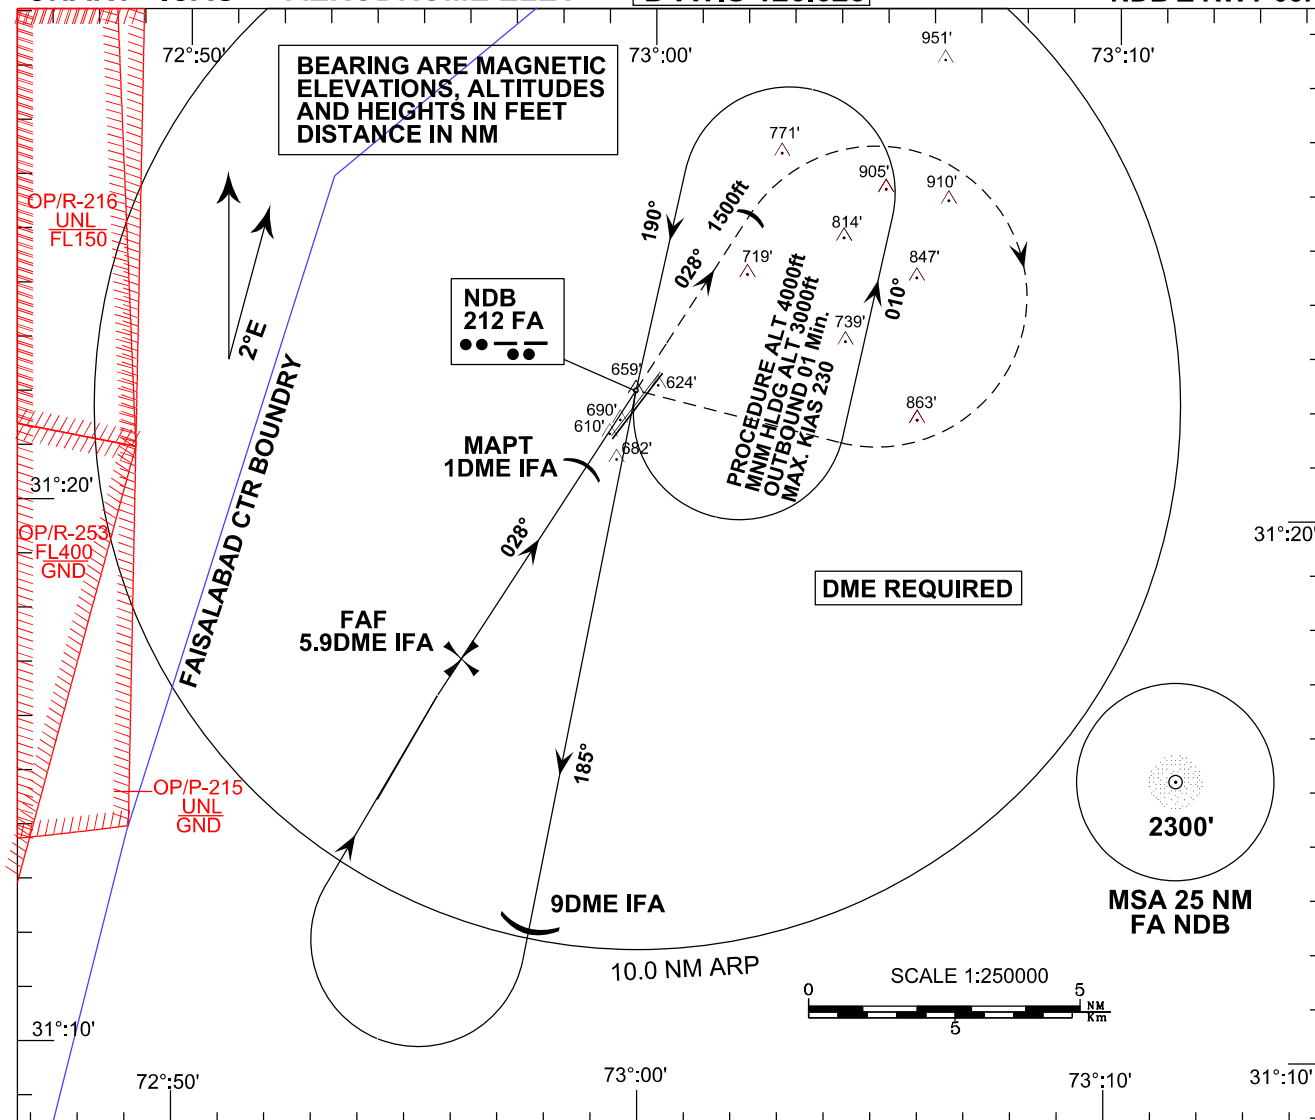 D-ATIS 126.625
72°:50'
73°:00'
73°:10'
951'
BEARING ARE MAGNETIC
ELEVATIONS, ALTITUDES
AND HEIGHTS IN FEET
DISTANCE IN NM
771'
905'
910'
OP/R-216
UNL
FL150
190°
1500ft
814'
028°
719'
847'
010°
2°E
NDB
212 FA
739'
PROCEDURE ALT 4000ft
MNM HLDG ALT 3000ft
OUTBOUND 01 Min.
MAX. KIAS 230
659'
624'
690'
610'
682'
863'
MAPT
1DME IFA
FAISALABAD CTR BOUNDRY
31°:20'
31°:20'
OP/R-253
FL400
GND
028°
DME REQUIRED
FAF
5.9DME IFA
185°
OP/P-215
UNL
GND
2300'
MSA 25 NM
FA NDB
9DME IFA
10.0 NM ARP
SCALE 1:250000
0
5
NM
Km
5
31°:10'
31°:10'
72°:50'
73°:00'
73°:10'